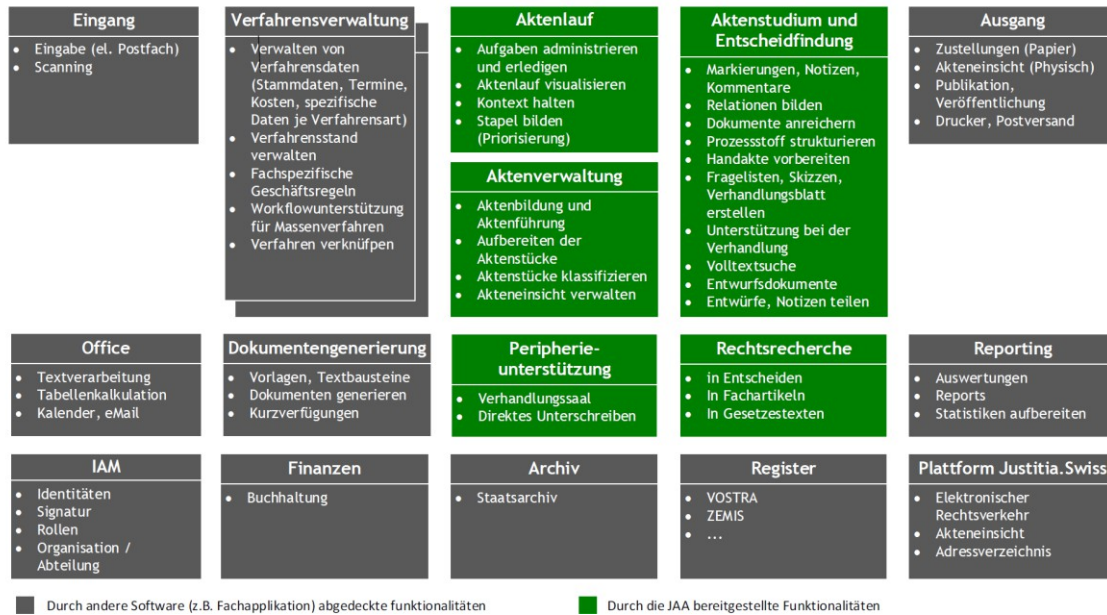 Eingang
• Eingabe (el. Postfach)
• Scanning
Verfahrensverwaltung
• Verwalten von
Verfahrensdaten
(Stammdaten, Termine,
Kosten, spezifische
Daten je Verfahrensart)
• Verfahrensstand
verwalten
• Fachspezifische
Geschäftsregeln
• Workflowunterstützung
für Massenverfahren
• Verfahren verknüfpen
Aktenlauf
• Aufgaben administrieren
und erledigen
• Aktenlauf visualisieren
• Kontext halten
• Stapel bilden
(Priorisierung)
Aktenverwaltung
• Aktenbildung und
Aktenführung
• Aufbereiten der
Aktenstücke
• Aktenstücke klassifizieren
• Akteneinsicht verwalten
Aktenstudium und
Entscheidfindung
• Markierungen, Notizen,
Kommentare
• Relationen bilden
• Dokumente anreichern
• Prozessstoff strukturieren
• Handakte vorbereiten
• Fragelisten, Skizzen,
Verhandlungsblatt
erstellen
• Unterstützung bei der
Verhandlung
• Volltextsuche
• Entwurfsdokumente
• Entwürfe, Notizen teilen
Ausgang
• Zustellungen (Papier)
• Akteneinsicht (Physisch)
• Publikation,
Veröffentlichung
• Drucker, Postversand
Office
• Textverarbeitung
• Tabellenkalkulation
• Kalender, eMail
Dokumentengenerierung
• Vorlagen, Textbausteine
• Dokumenten generieren
• Kurzverfügungen
Peripherie-
unterstützung
• Verhandlungssaal
• Direktes Unterschreiben
Rechtsrecherche
• in Entscheiden
• In Fachartikeln
• In Gesetzestexten
Reporting
• Auswertungen
• Reports
• Statistiken aufbereiten
IAM
• Identitäten
• Signatur
• Rollen
• Organisation /
Abteilung
Finanzen
• Buchhaltung
Archiv
• Staatsarchiv
Register
• VOSTRA
• ZEMIS
• ...
Plattform Justitia.Swiss
• Elektronischer
Rechtsverkehr
• Akteneinsicht
• Adressverzeichnis
Durch andere Software (z.B. Fachapplikation) abgedeckte funktionalitäten
Durch die JAA bereitgestellte Funktionalitäten